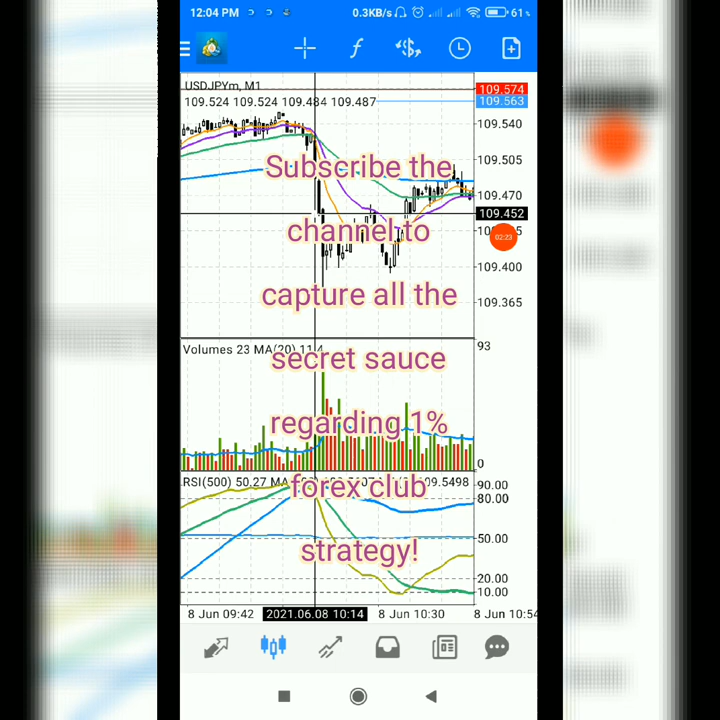 12:04 PM 0.3KB/s 61
USDJPYm, M1
109.524 109.524 109.484 109.487
109.574
109.563
109.540
109.505
109.470
109.452
109.400
109.365
02:23
Subscribe the
channel to
capture all the
secret sauce
regarding 1%
forex club
strategy!
Volumes 23 MA(20) 11.4
93
0
RSI(500) 50.27 MA
9.5498
90.00
80.00
50.00
20.00
10.00
8 Jun 09:42 2021.06.08 10:14 8 Jun 10:30 8 Jun 10:54